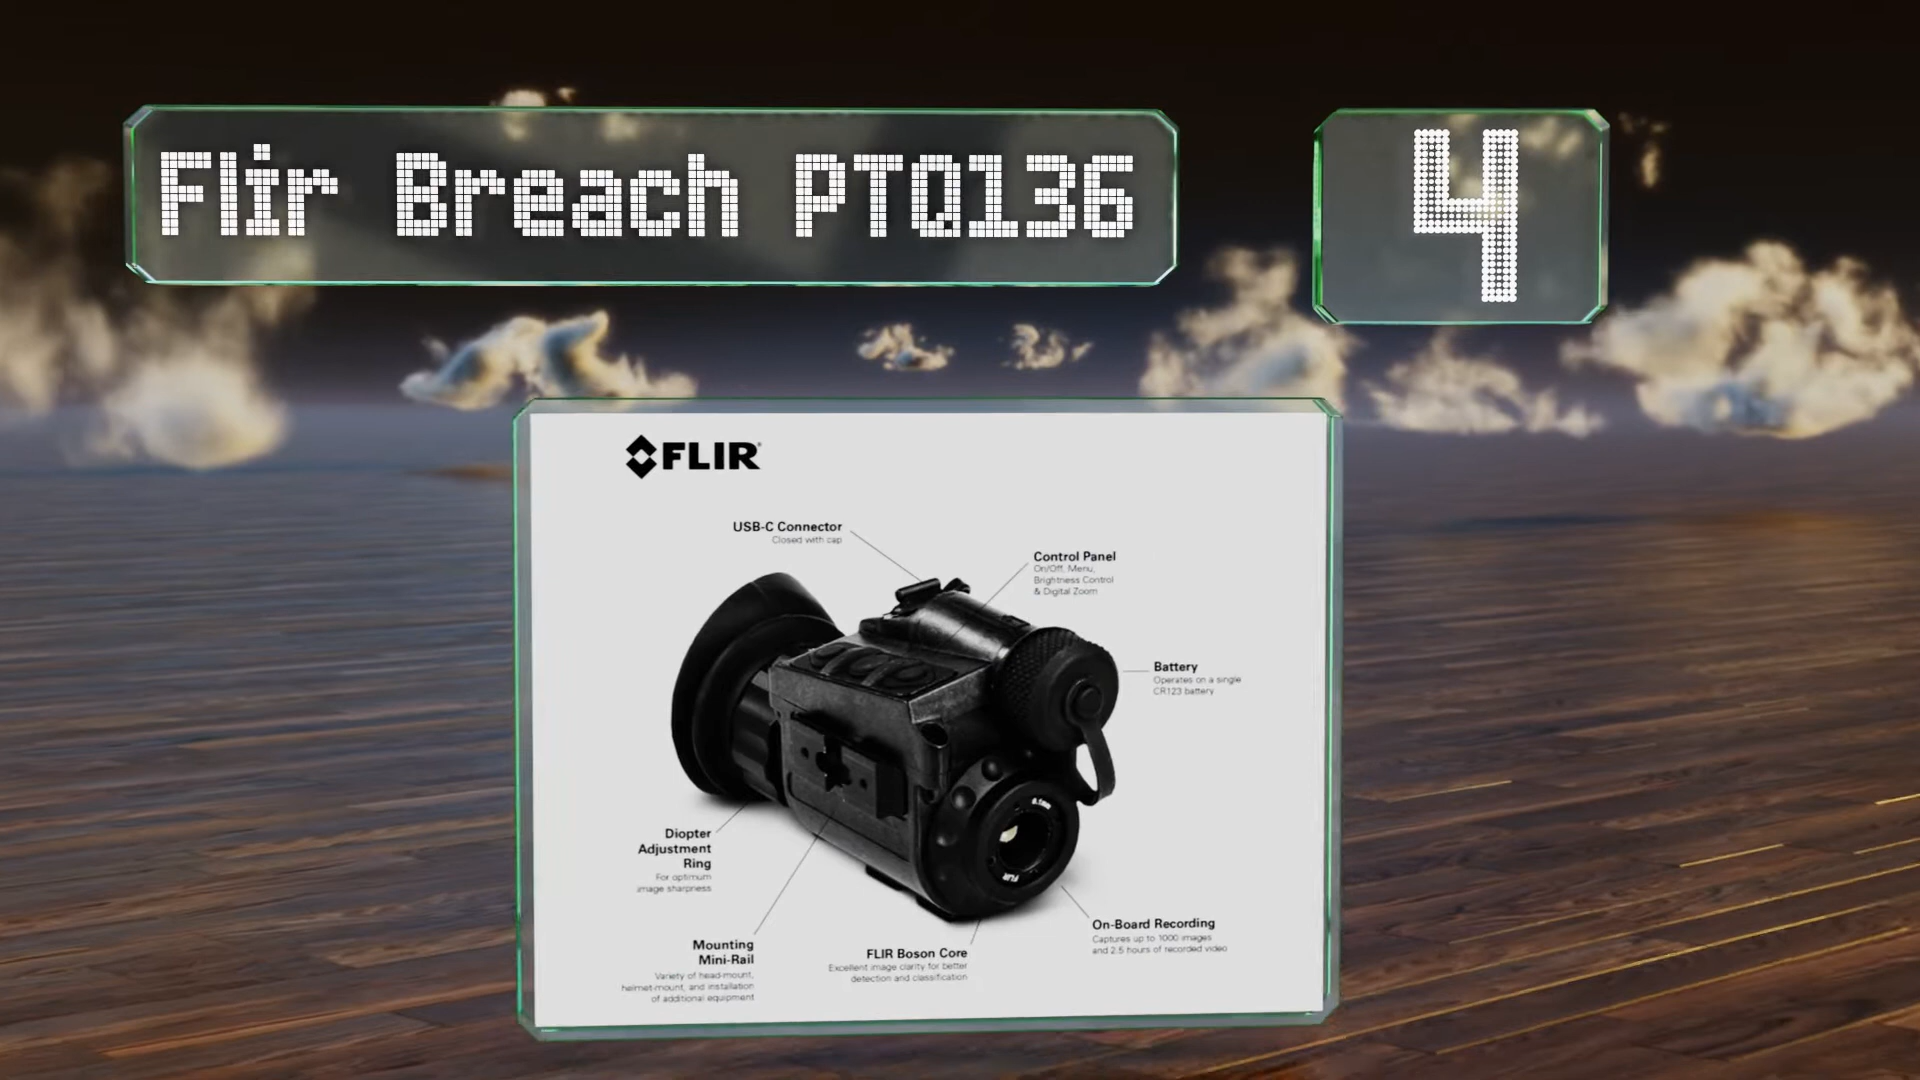 Flir Breach PTQ136
4
FLIR
USB-C Connector
Closed with cap
Control Panel
On/Off, Menu,
Brightness Control
& Digital Zoom
Battery
Operates on a single
CR123 battery
Diopter
Adjustment
Ring
For optimum
image sharpness
Mounting
Mini-Rail
Variety of head-mount,
helmet-mount, and installation
of additional equipment
FLIR Boson Core
Excellent image clarity for better
detection and classification
On-Board Recording
Captures up to 1000 images
and 2.5 hours of recorded video
9.1mm
FLIR